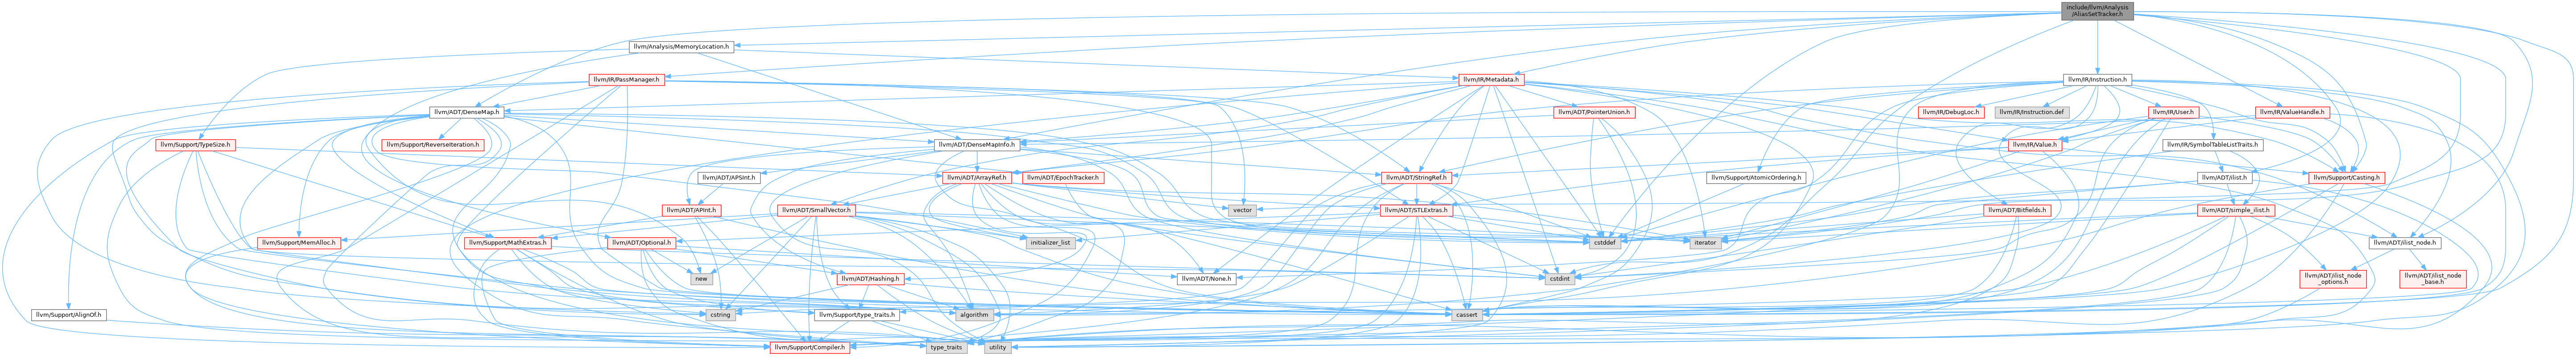 include/llvm/Analysis
/AliasSetTracker.h
llvm/Analysis/MemoryLocation.h
llvm/IR/PassManager.h
llvm/IR/Metadata.h
llvm/IR/Instruction.h
llvm/ADT/DenseMap.h
llvm/ADT/PointerUnion.h
llvm/IR/DebugLoc.h
llvm/IR/Instruction.def
llvm/IR/User.h
llvm/IR/ValueHandle.h
llvm/Support/TypeSize.h
llvm/Support/ReverseIteration.h
llvm/ADT/DenseMapInfo.h
llvm/IR/Value.h
llvm/IR/SymbolTableListTraits.h
llvm/ADT/APSInt.h
llvm/ADT/ArrayRef.h
llvm/ADT/EpochTracker.h
llvm/ADT/StringRef.h
llvm/Support/AtomicOrdering.h
llvm/ADT/ilist.h
llvm/Support/Casting.h
llvm/ADT/APInt.h
llvm/ADT/SmallVector.h
vector
llvm/ADT/STLExtras.h
llvm/ADT/Bitfields.h
llvm/ADT/simple_ilist.h
llvm/Support/MemAlloc.h
llvm/Support/MathExtras.h
llvm/ADT/Optional.h
initializer_list
cstddef
iterator
llvm/ADT/ilist_node.h
new
llvm/ADT/Hashing.h
llvm/ADT/None.h
cstdint
llvm/ADT/ilist_node
_options.h
llvm/ADT/ilist_node
_base.h
llvm/Support/AlignOf.h
cstring
llvm/Support/type_traits.h
algorithm
cassert
llvm/Support/Compiler.h
type_traits
utility